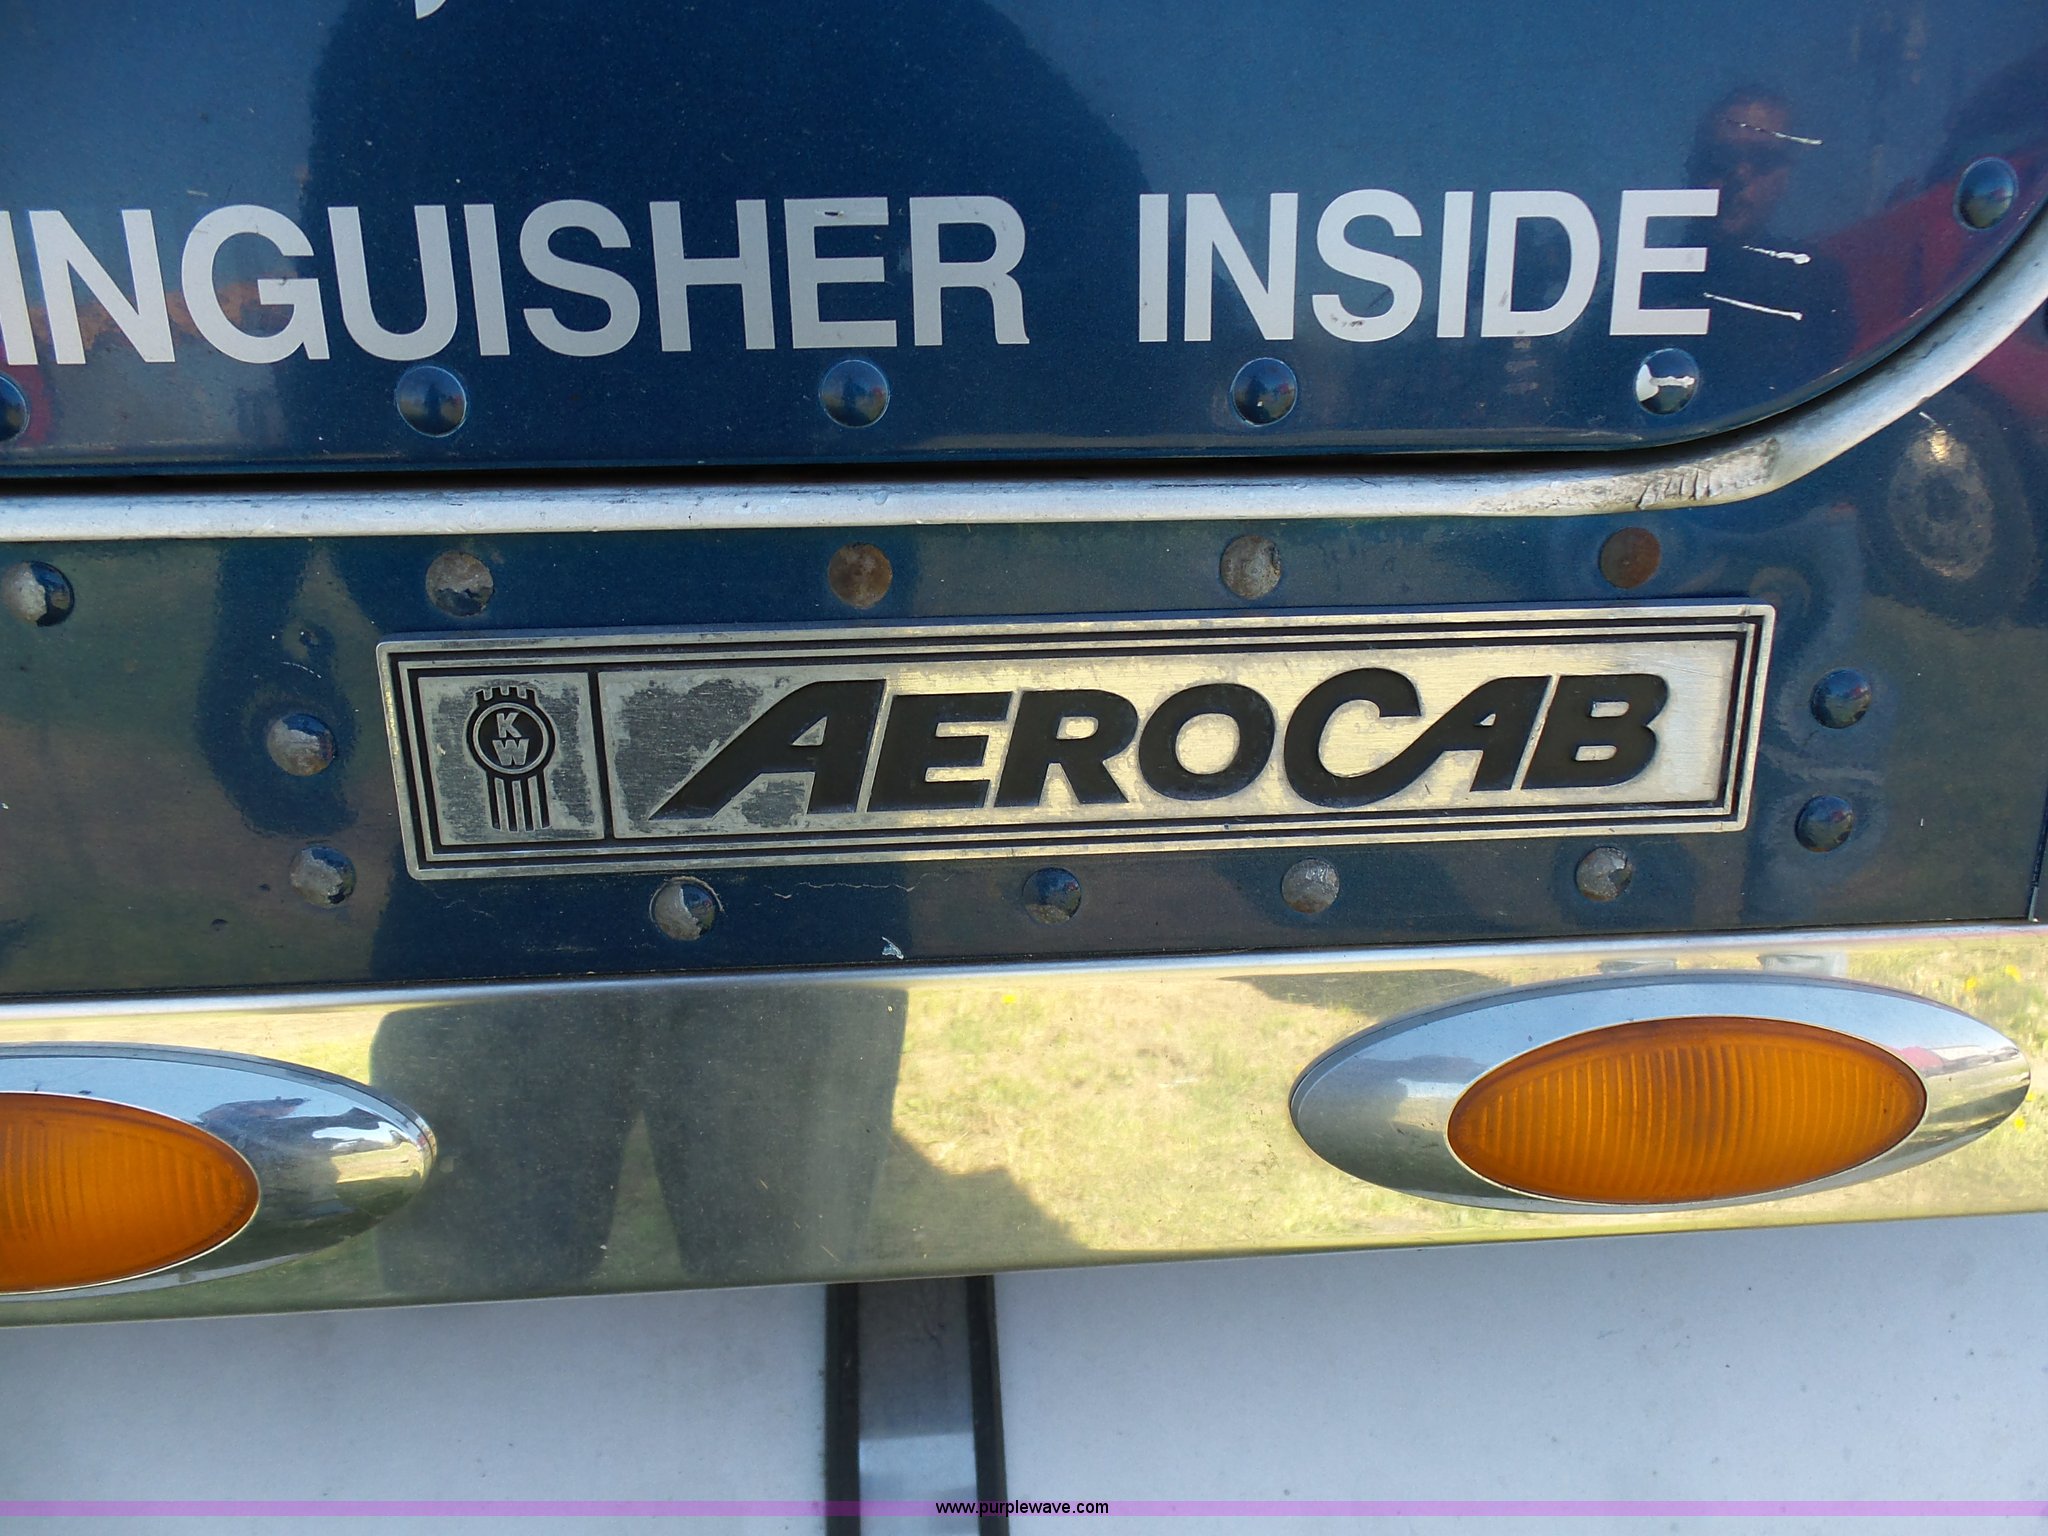 INGUISHER INSIDE
KW AEROCAB
www.purplewave.com